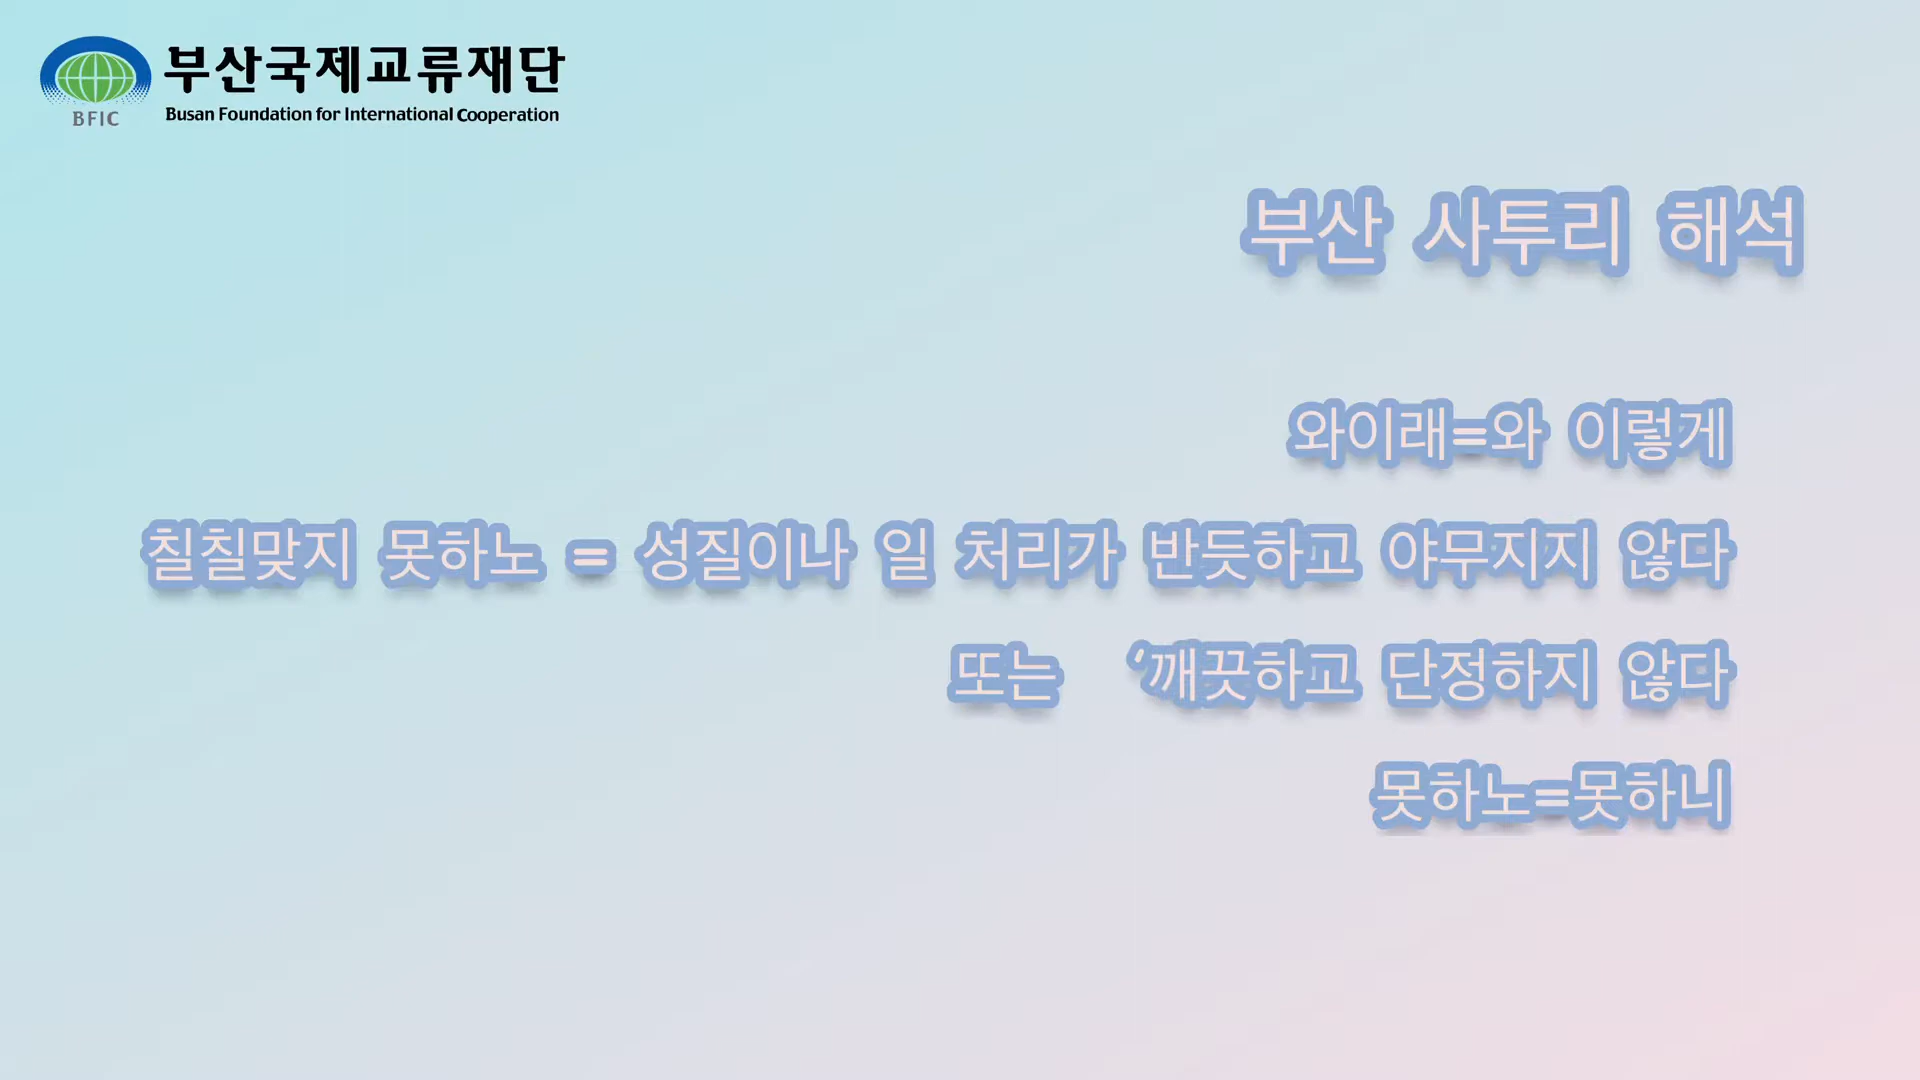 부산국제교류재단
Busan Foundation for International Cooperation
BFIC
부산 사투리 해석
와이래=와 이렇게
칠칠맞지 못하노 = 성질이나 일 처리가 반듯하고 야무지지 않다
또는 ‘깨끗하고 단정하지 않다
못하노=못하니